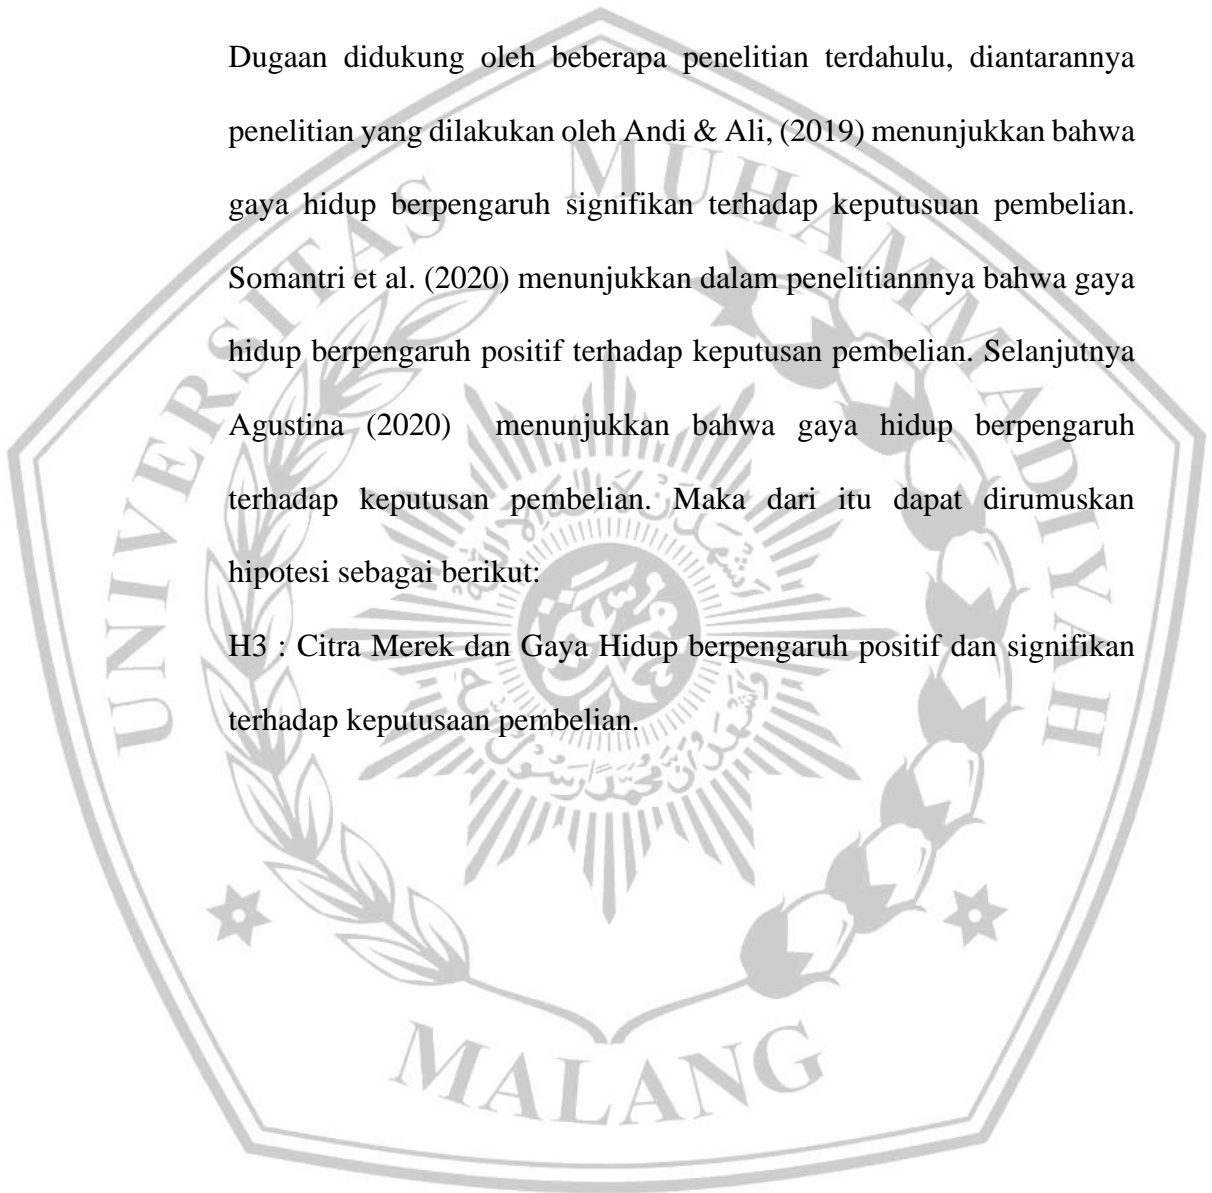 Dugaan didukung oleh beberapa penelitian terdahulu, diantarannya
penelitian yang dilakukan oleh Andi & Ali, (2019) menunjukkan bahwa
gaya hidup berpengaruh signifikan terhadap keputusuan pembelian.
Somantri et al. (2020) menunjukkan dalam penelitiannnya bahwa gaya
hidup berpengaruh positif terhadap keputusan pembelian. Selanjutnya
Agustina (2020) menunjukkan bahwa gaya hidup berpengaruh
terhadap keputusan pembelian. Maka dari itu dapat dirumuskan
hipotesi sebagai berikut:
H3 : Citra Merek dan Gaya Hidup berpengaruh positif dan signifikan
terhadap keputusaan pembelian.
UNIVERSITAS MUHAMMADIYAH
MALANG